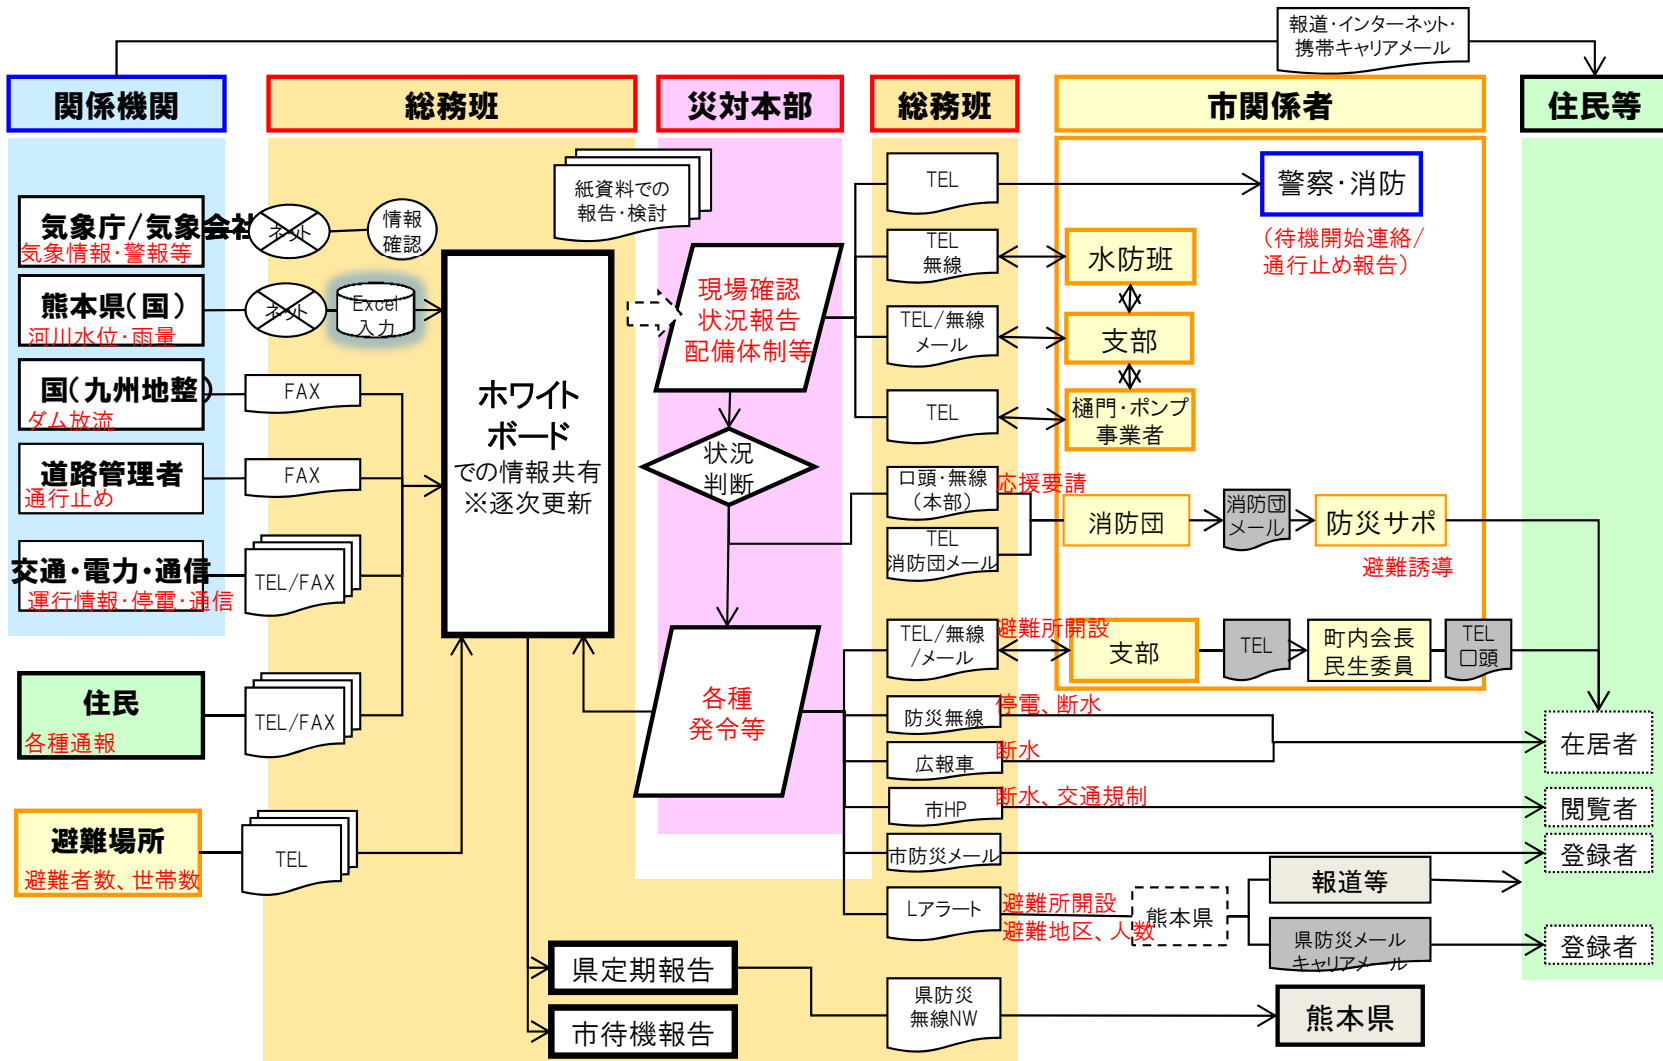 報道・インターネット・
携帯キャリアメール
関係機関
総務班
災対本部
総務班
市関係者
住民等
気象庁/気象会社
気象情報・警報等
ネット
情報
確認
熊本県(国)
河川水位・雨量
ネット
Excel
入力
国(九州地整)
ダム放流
FAX
道路管理者
通行止め
FAX
交通・電力・通信
運行情報・停電・通信
TEL/FAX
住民
各種通報
TEL/FAX
避難場所
避難者数、世帯数
TEL
紙資料での
報告・検討
ホワイト
ボード
での情報共有
※逐次更新
現場確認
状況報告
配備体制等
状況
判断
各種
発令等
県定期報告
市待機報告
TEL
警察・消防
(待機開始連絡/
通行止め報告)
TEL
無線
水防班
TEL/無線
メール
支部
TEL
樋門・ポンプ
事業者
口頭・無線
(本部)
応援要請
TEL
消防団メール
消防団
消防団
メール
防災サポ
避難誘導
TEL/無線
/メール
避難所開設
支部
TEL
町内会長
民生委員
TEL
口頭
防災無線
停電、断水
在居者
広報車
断水
市HP
断水、交通規制
閲覧者
市防災メール
登録者
Lアラート
避難所開設
避難地区、人数
熊本県
報道等
県防災メール
キャリアメール
登録者
県防災
無線NW
熊本県